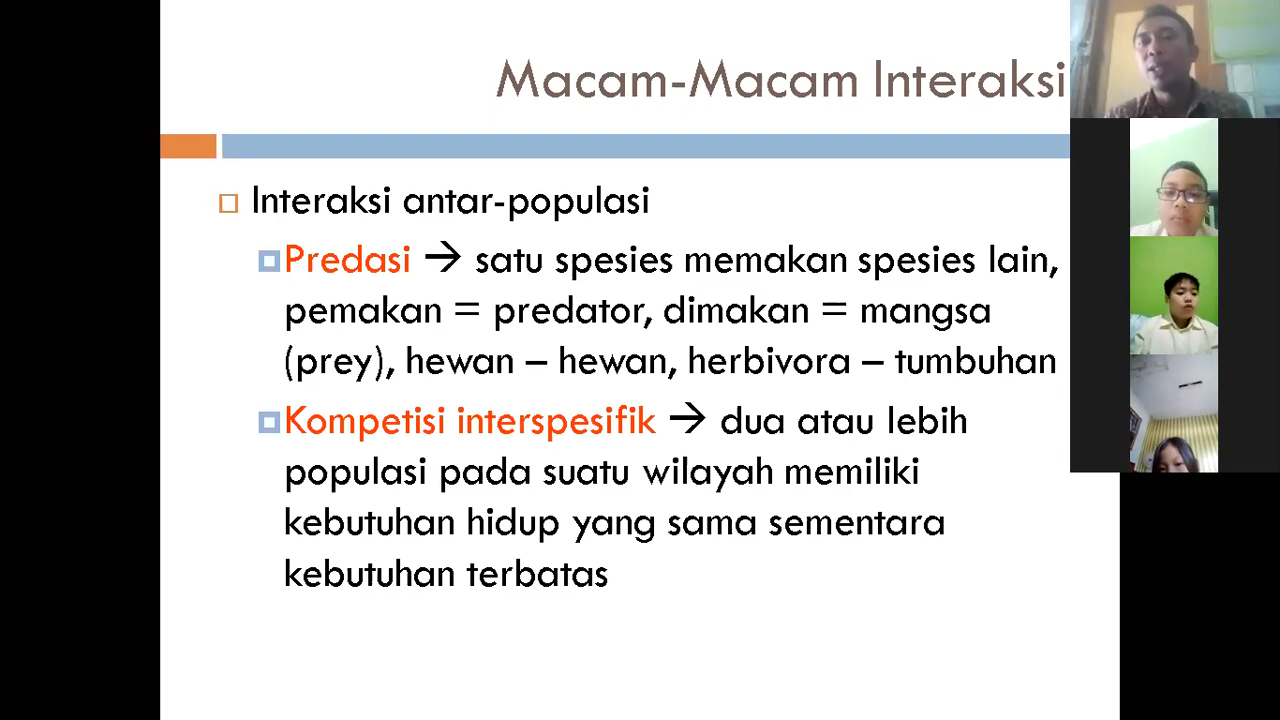 Macam-Macam Interaksi
Interaksi antar-populasi
Predasi → satu spesies memakan spesies lain,
pemakan = predator, dimakan = mangsa
(prey), hewan – hewan, herbivora – tumbuhan
Kompetisi interspesifik → dua atau lebih
populasi pada suatu wilayah memiliki
kebutuhan hidup yang sama sementara
kebutuhan terbatas